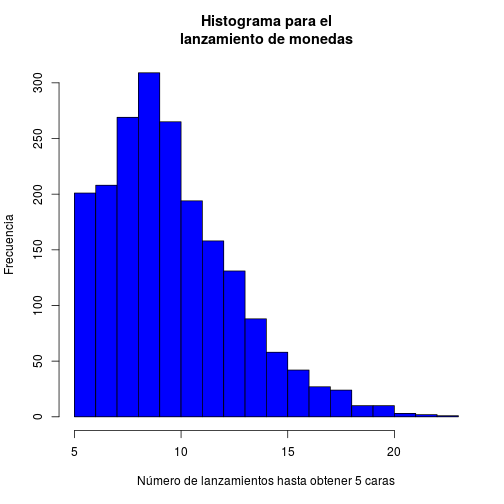 Histograma para el
lanzamiento de monedas
Frecuencia
300
250
200
150
100
50
0
5
10
15
20
Número de lanzamientos hasta obtener 5 caras